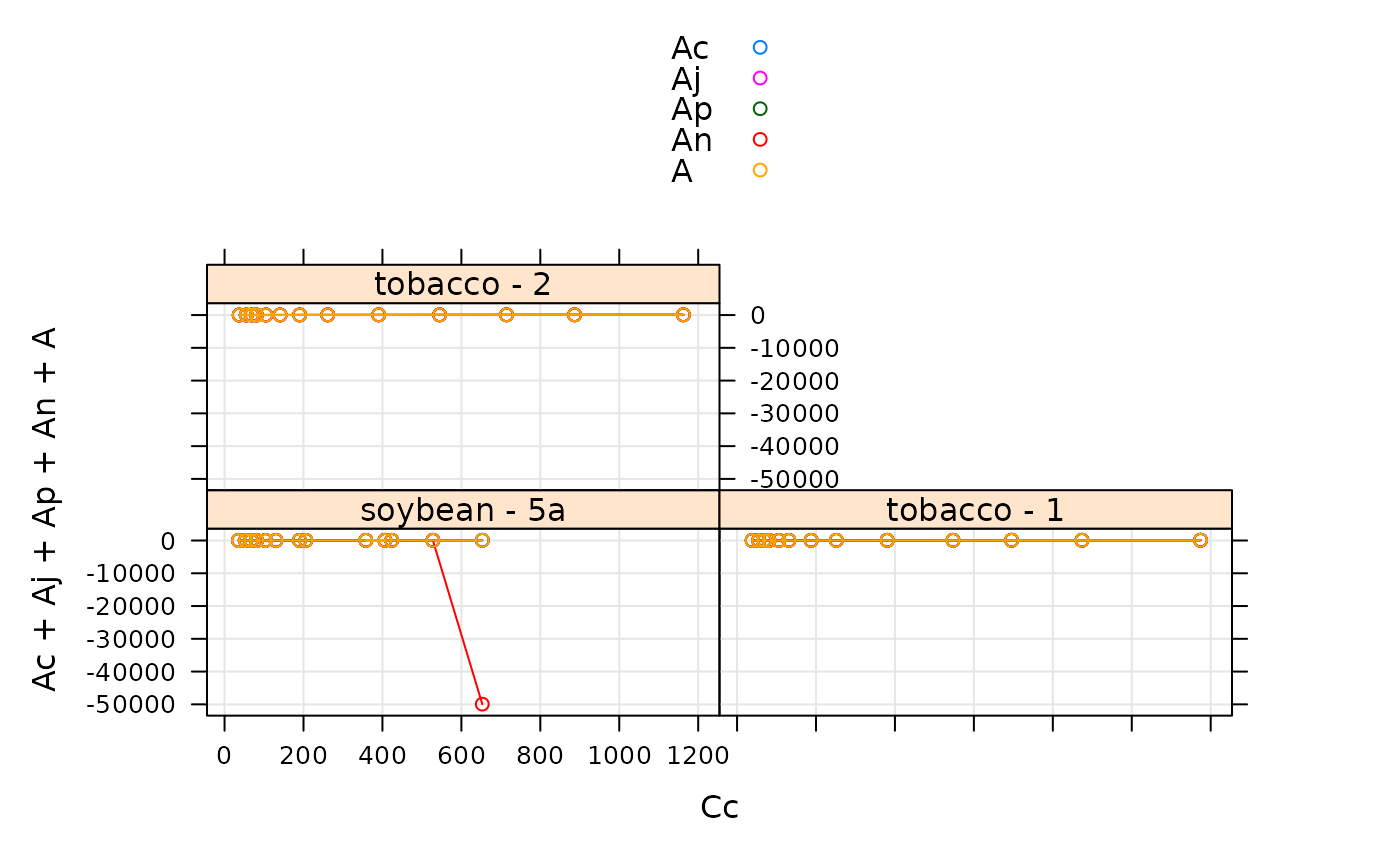 Ac
Aj
Ap
An
A
tobacco - 2
0
-10000
-20000
-30000
-40000
-50000
soybean - 5a
tobacco - 1
0
-10000
-20000
-30000
-40000
-50000
0 200 400 600 800 1000 1200
Cc
Ac + Aj + Ap + An + A